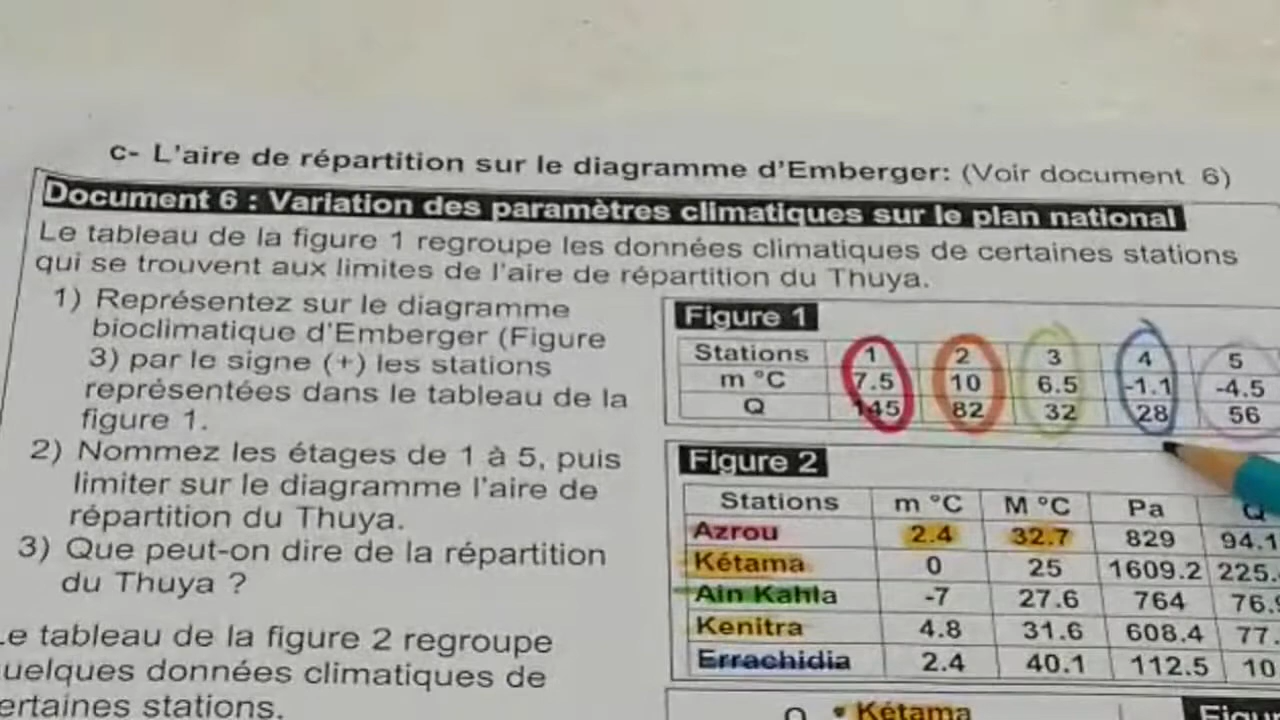 c- L'aire de répartition sur le diagramme d'Emberger: (Voir document 6)
Document 6 : Variation des paramètres climatiques sur le plan national
Le tableau de la figure 1 regroupe les données climatiques de certaines stations
qui se trouvent aux limites de l'aire de répartition du Thuya.
1) Représentez sur le diagramme
bioclimatique d'Emberger (Figure
3) par le signe (+) les stations
représentées dans le tableau de la
figure 1.
2) Nommez les étages de 1 à 5, puis
limiter sur le diagramme l'aire de
répartition du Thuya.
3) Que peut-on dire de la répartition
du Thuya ?
Le tableau de la figure 2 regroupe
quelques données climatiques de
certaines stations.
Figure 1
Stations 1 2 3 4 5
m °C 7.5 10 6.5 -1.1 -4.5
Q 145 82 32 28 56
Figure 2
Stations m °C M °C Pa Q
Azrou 2.4 32.7 829 94.1
Kétama 0 25 1609.2 225.
Ain Kahla -7 27.6 764 76.
Kenitra 4.8 31.6 608.4 77.
Errachidia 2.4 40.1 112.5 10
Q Kétama